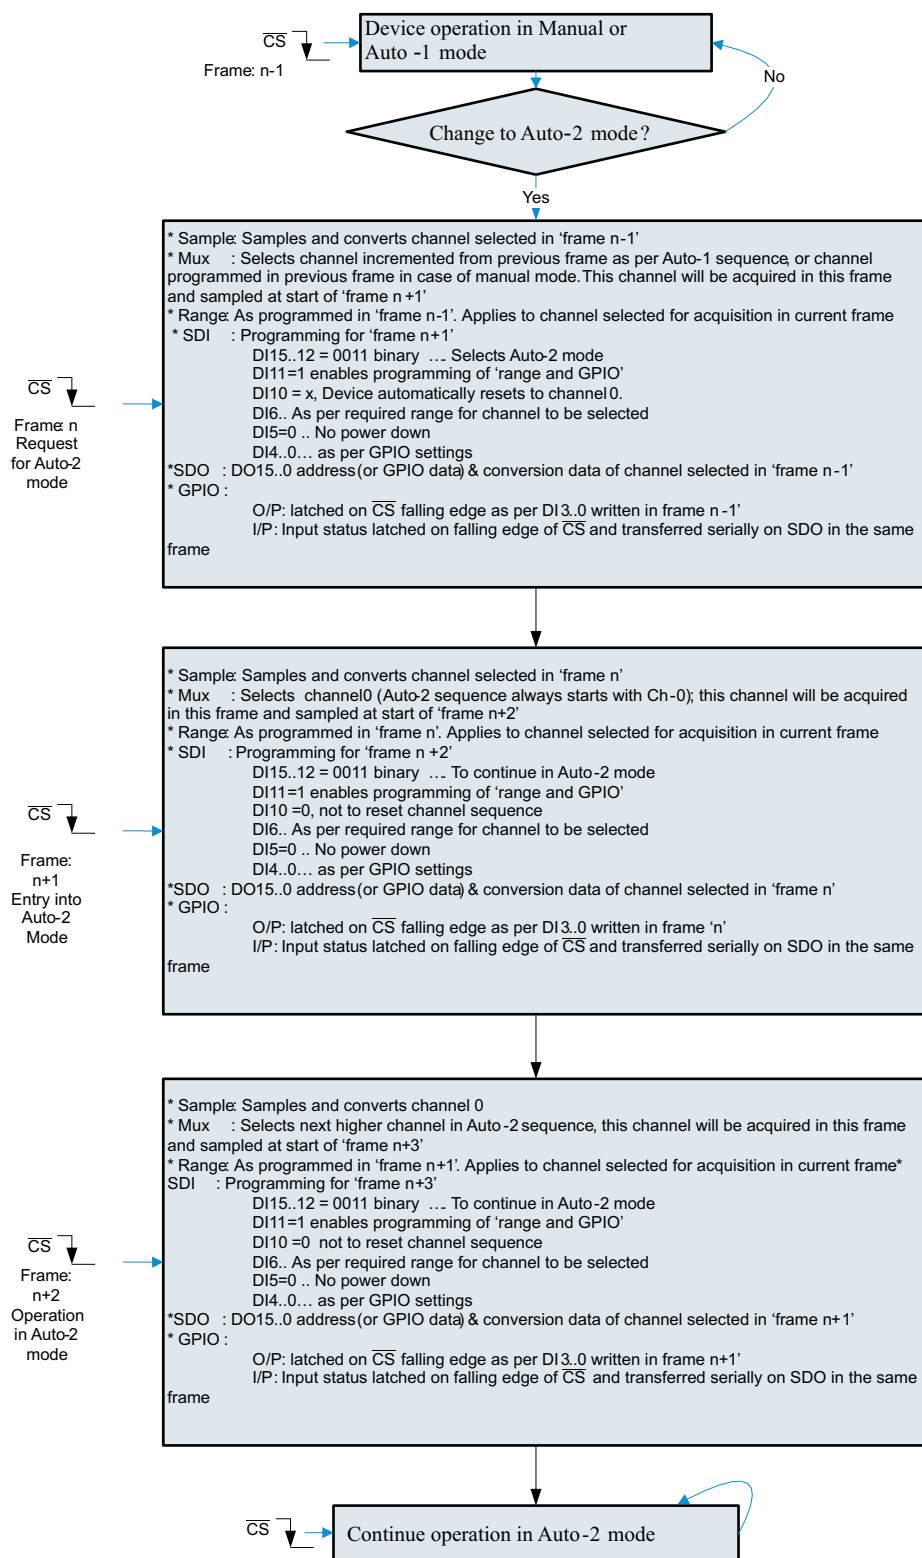 Device operation in Manual or
Auto -1 mode
CS
Frame: n-1
No
Change to Auto-2 mode?
Yes
* Sample: Samples and converts channel selected in ‘frame n-1’
* Mux : Selects channel incremented from previous frame as per Auto-1 sequence, or channel
programmed in previous frame in case of manual mode. This channel will be acquired in this frame
and sampled at start of ‘frame n+1’
* Range: As programmed in ‘frame n-1’. Applies to channel selected for acquisition in current frame
* SDI : Programming for ‘frame n+1’
DI15..12 = 0011 binary …. Selects Auto-2 mode
DI11=1 enables programming of ‘range and GPIO’
DI10 = x, Device automatically resets to channel 0.
DI6.. As per required range for channel to be selected
DI5=0 .. No power down
DI4..0… as per GPIO settings
*SDO : DO15..0 address (or GPIO data) & conversion data of channel selected in ‘frame n-1’
* GPIO :
O/P: latched on CS falling edge as per DI3..0 written in frame n-1’
I/P: Input status latched on falling edge of CS and transferred serially on SDO in the same
frame
CS
Frame: n
Request
for Auto-2
mode
* Sample: Samples and converts channel selected in ‘frame n’
* Mux : Selects channel0 (Auto-2 sequence always starts with Ch-0); this channel will be acquired
in this frame and sampled at start of ‘frame n+2’
* Range: As programmed in ‘frame n’. Applies to channel selected for acquisition in current frame
* SDI : Programming for ‘frame n +2’
DI15..12 = 0011 binary …. To continue in Auto-2 mode
DI11=1 enables programming of ‘range and GPIO’
DI10 =0, not to reset channel sequence
DI6.. As per required range for channel to be selected
DI5=0 .. No power down
DI4..0… as per GPIO settings
*SDO : DO15..0 address (or GPIO data) & conversion data of channel selected in ‘frame n’
* GPIO :
O/P: latched on CS falling edge as per DI3..0 written in frame ‘n’
I/P: Input status latched on falling edge of CS and transferred serially on SDO in the same
frame
CS
Frame:
n+1
Entry into
Auto-2
Mode
* Sample: Samples and converts channel 0
* Mux : Selects next higher channel in Auto-2 sequence, this channel will be acquired in this frame
and sampled at start of ‘frame n+3’
* Range: As programmed in ‘frame n+1’. Applies to channel selected for acquisition in current frame*
SDI : Programming for ‘frame n+3’
DI15..12 = 0011 binary …. To continue in Auto-2 mode
DI11=1 enables programming of ‘range and GPIO’
DI10 =0 not to reset channel sequence
DI6.. As per required range for channel to be selected
DI5=0 .. No power down
DI4..0… as per GPIO settings
*SDO : DO15..0 address (or GPIO data) & conversion data of channel selected in ‘frame n+1’
* GPIO :
O/P: latched on CS falling edge as per DI3..0 written in frame n+1’
I/P: Input status latched on falling edge of CS and transferred serially on SDO in the same
frame
CS
Frame:
n+2
Operation
in Auto-2
mode
CS
Continue operation in Auto-2 mode